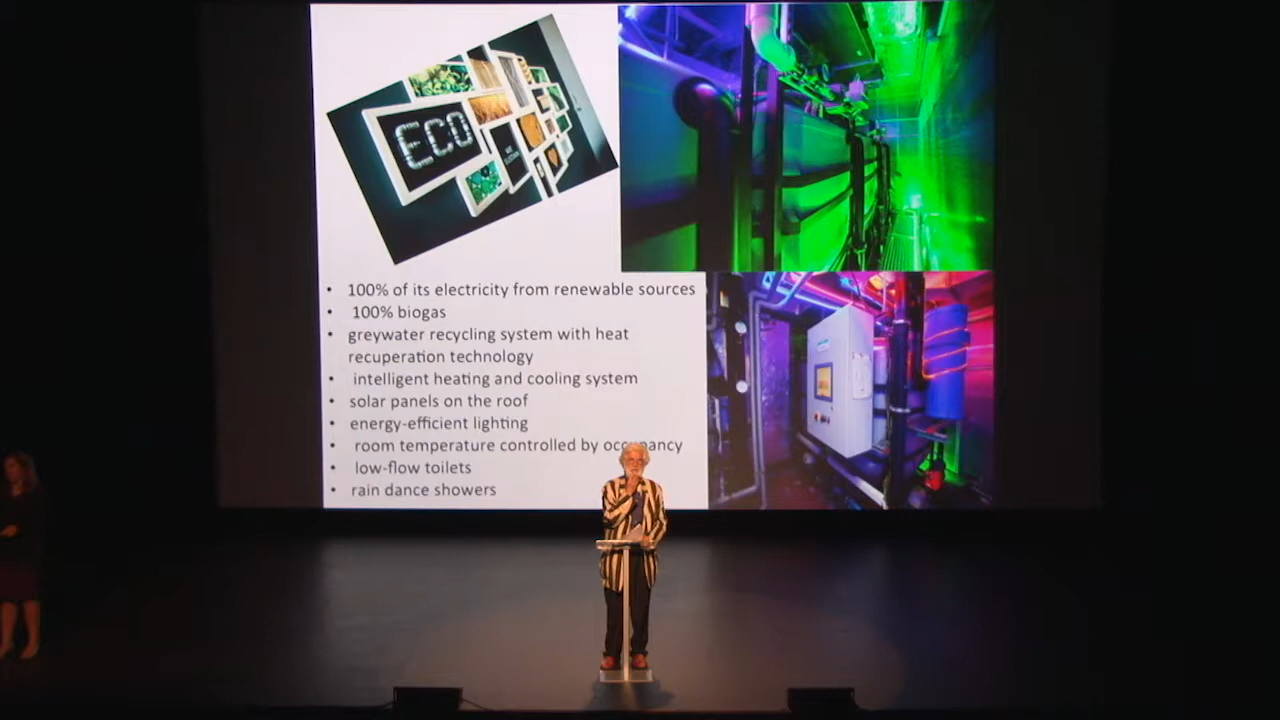 ECO
• 100% of its electricity from renewable sources
• 100% biogas
• greywater recycling system with heat
recuperation technology
• intelligent heating and cooling system
• solar panels on the roof
• energy-efficient lighting
• room temperature controlled by occupancy
• low-flow toilets
• rain dance showers